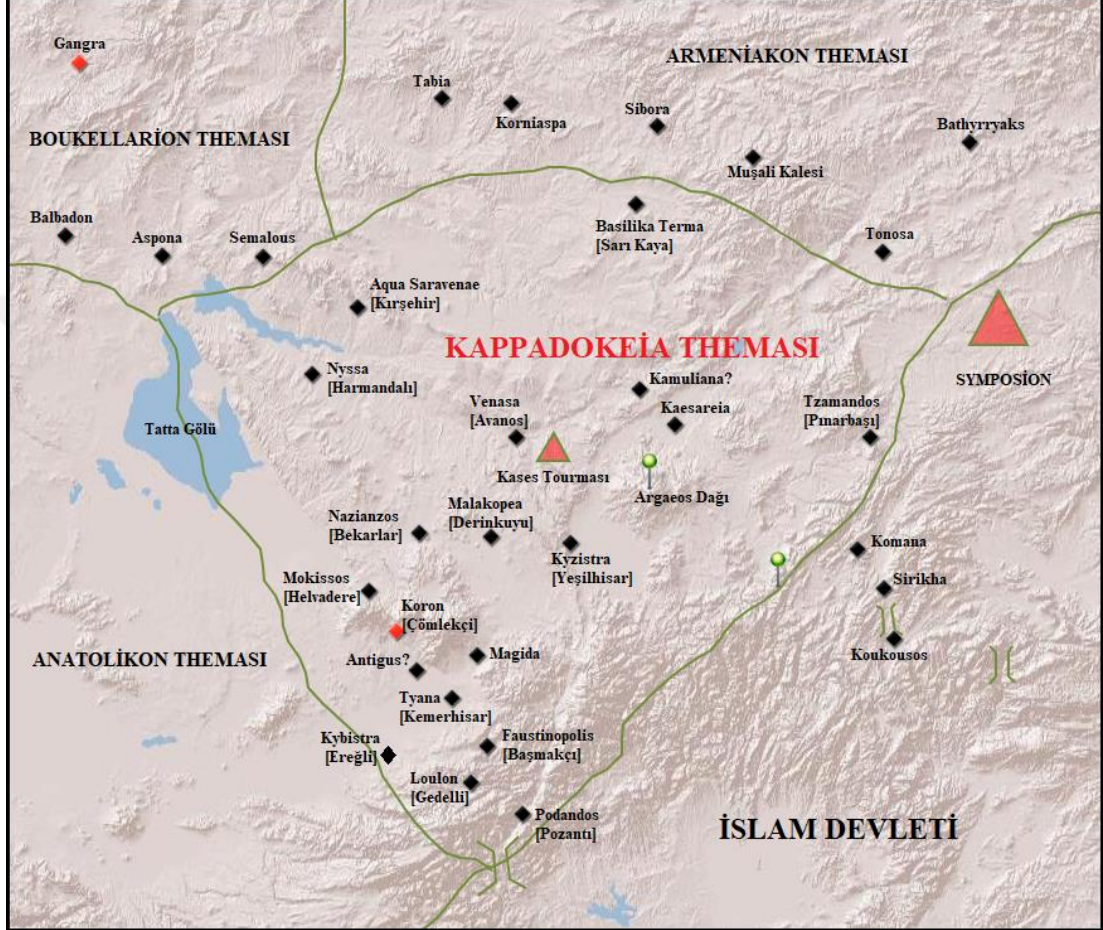 Gangra
ARMENİAKON THEMASI
Tabia
Korniaspa
Sibora
Bathyrryaks
BOUKELLARİON THEMASI
Muşali Kalesi
Balbadon
Aspona
Semalous
Basilika Terma
[Sarı Kaya]
Tonosa
Aqua Saravenae
[Kırşehir]
KAPPADOKEİA THEMASI
SYMPOSİON
Nyssa
[Harmandalı]
Kamuliana?
Venasa
[Avanos]
Kaesareia
Tzamandos
[Pınarbaşı]
Tatta Gölü
Kases Tourması
Argaeos Dağı
Nazianzos
[Bekarlar]
Malakopea
[Derinkuyu]
Kyzistra
[Yeşilhisar]
Komana
Mokissos
[Helvadere]
Sirikha
Koron
[Çömlekçi]
ANATOLİKON THEMASI
Antigus?
Magida
Koukousos
Tyana
[Kemerhisar]
Kybistra
[Ereğli]
Faustinopolis
[Başmakçı]
Loulon
[Gedelli]
Podandos
[Pozantı]
İSLAM DEVLETİ